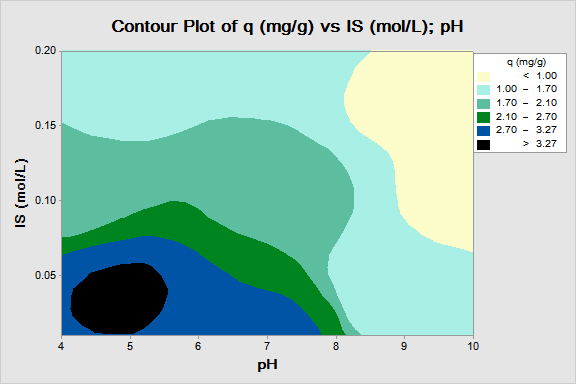 Contour Plot of q (mg/g) vs IS (mol/L); pH
q (mg/g)
< 1.00
1.00 – 1.70
1.70 – 2.10
2.10 – 2.70
2.70 – 3.27
> 3.27
IS (mol/L)
0.20
0.15
0.10
0.05
4 5 6 7 8 9 10
pH